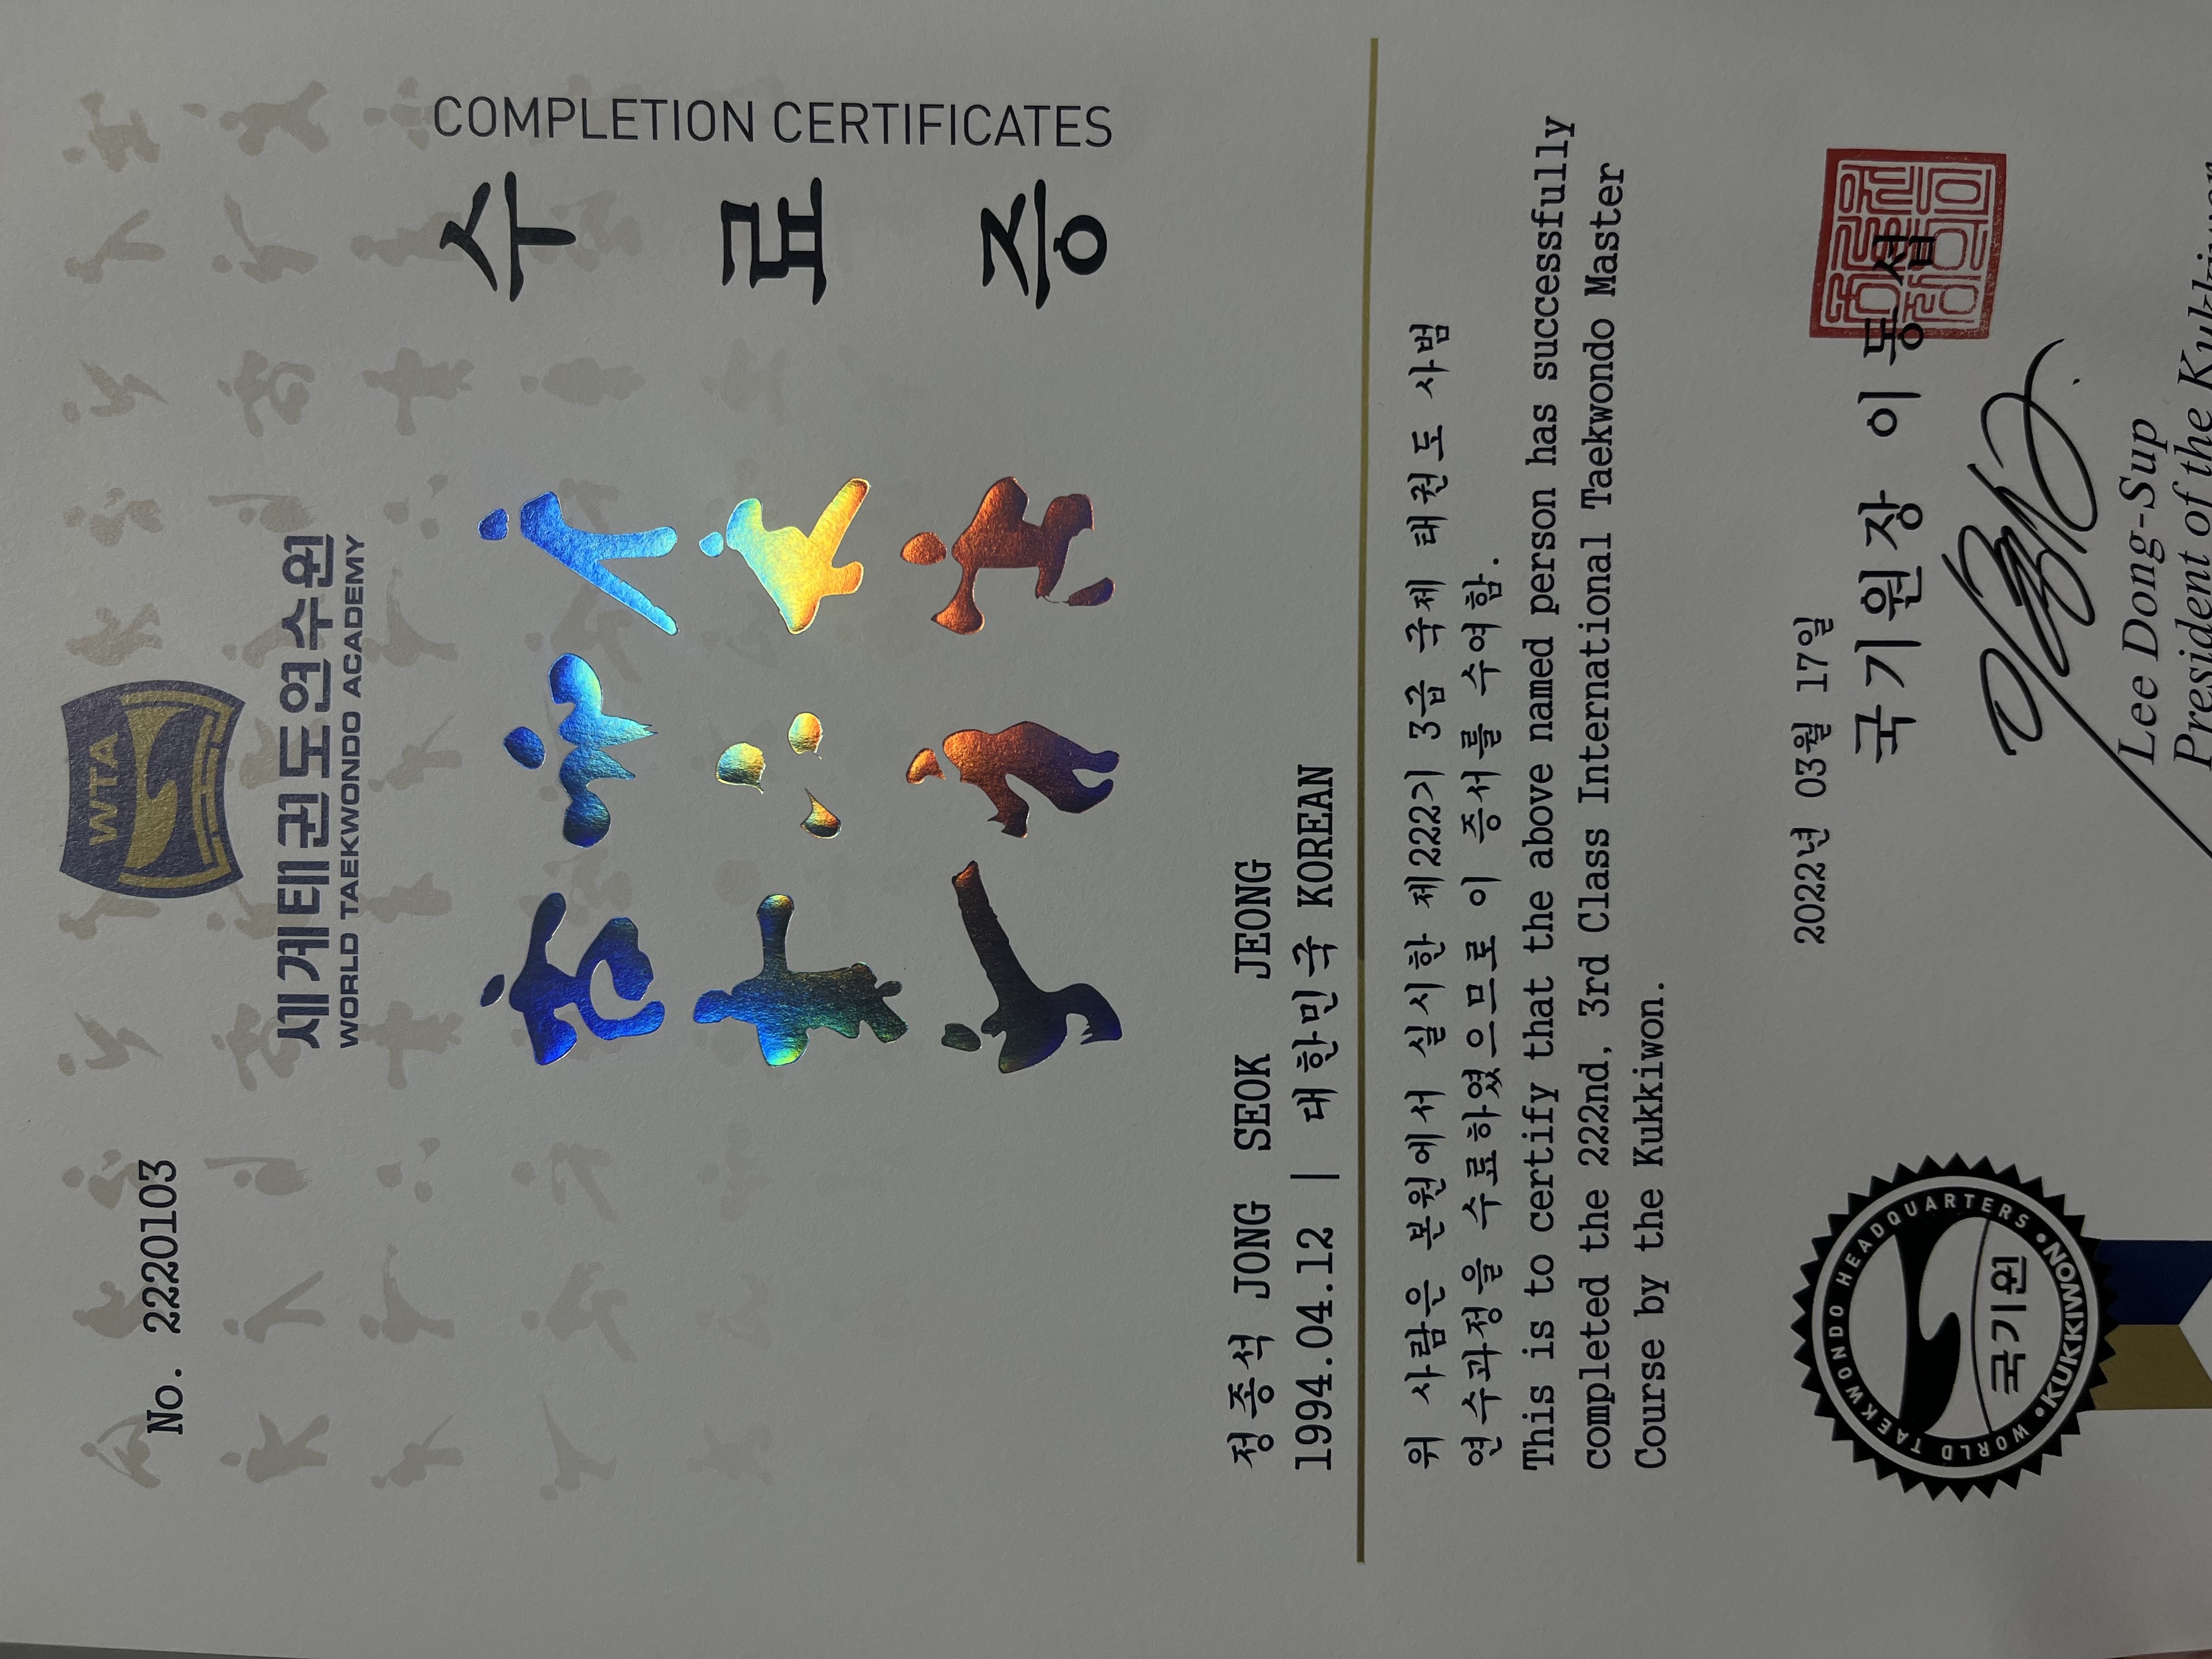 No. 2220103
WTA
세계태권도연수원
WORLD TAEKWONDO ACADEMY
수료증
COMPLETION CERTIFICATES
정종석 JONG SEOK JEONG
1994.04.12 | 대한민국 KOREAN
위 사람은 본원에서 실시한 제222기 3급 국제 태권도 사범
연수과정을 수료하였으므로 이 증서를 수여함.
This is to certify that the above named person has successfully
completed the 222nd, 3rd Class International Taekwondo Master
Course by the Kukkiwon.
2022년 03월 17일
국기원장 이동섭
Lee Dong-Sup
President of the Kukkiwon
WORLD TAEKWONDO HEADQUARTERS
국기원
KUKKIWON